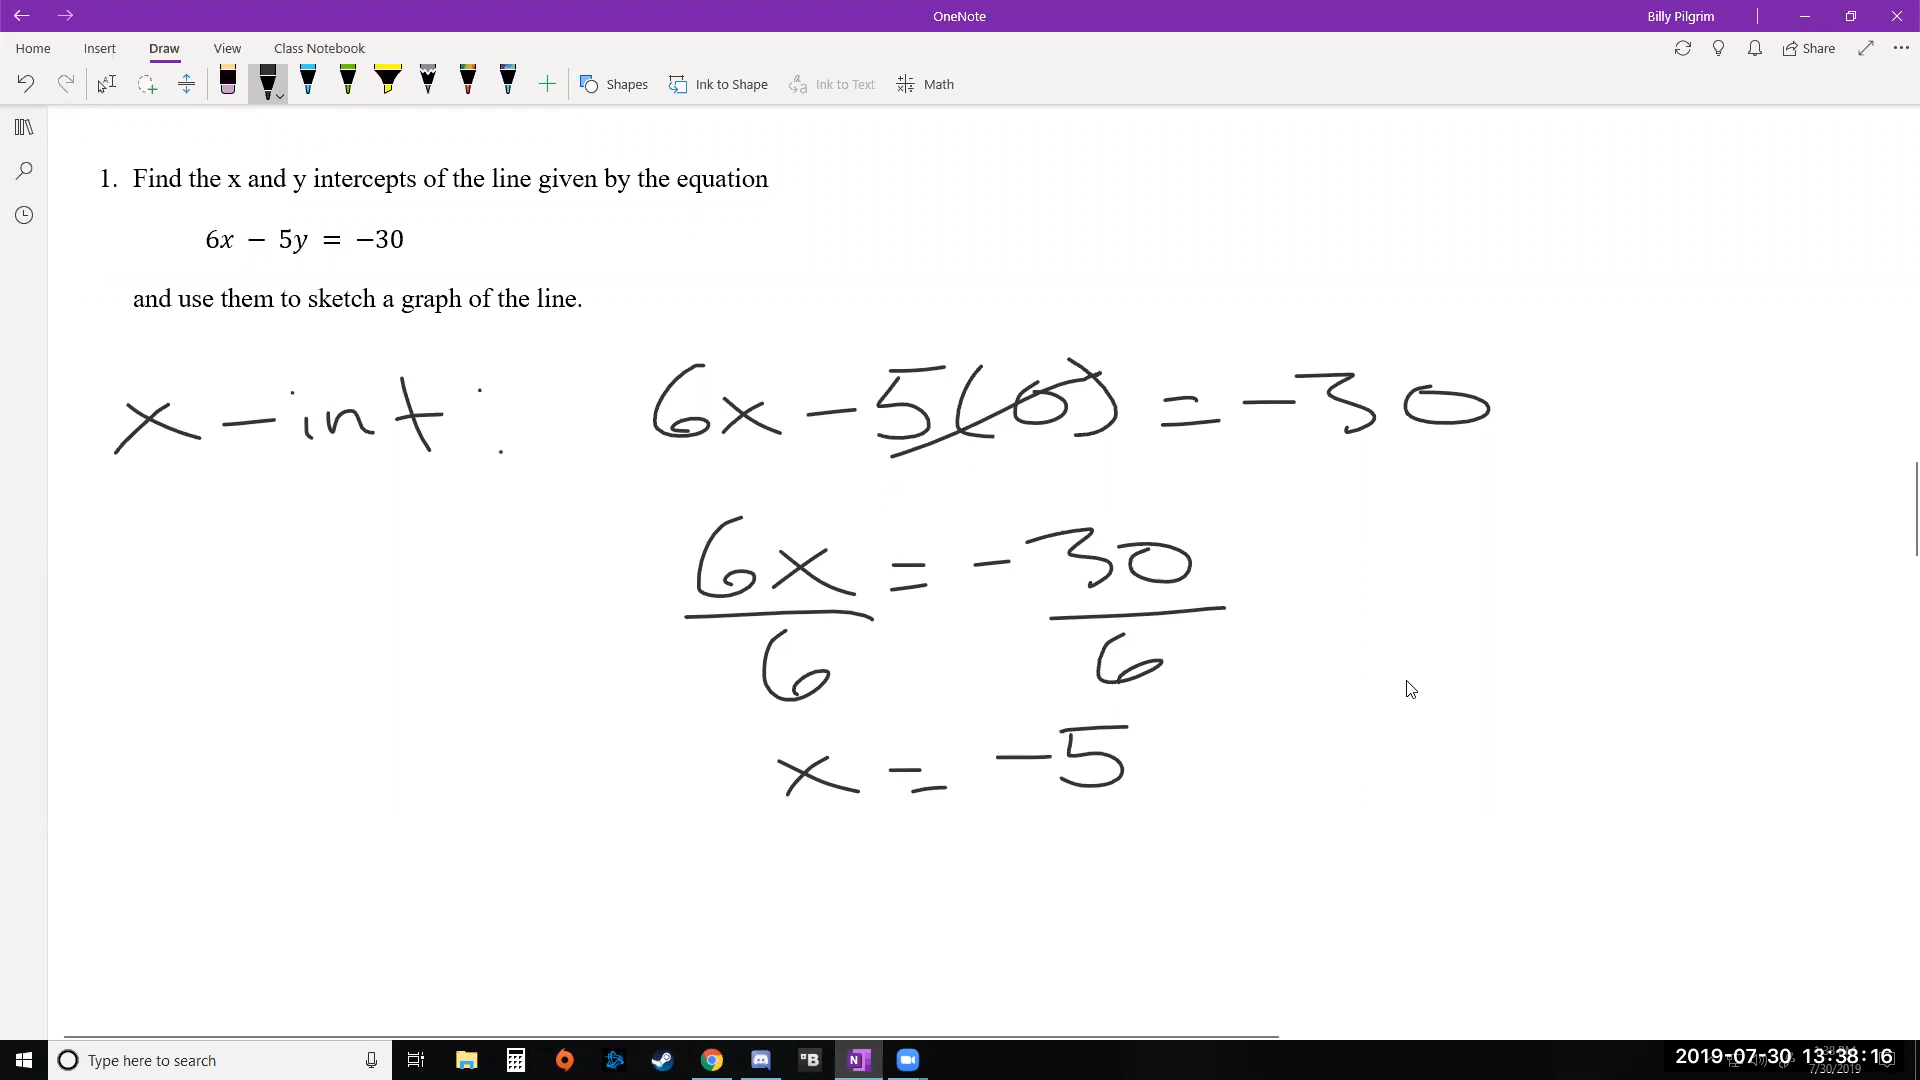 OneNote
Billy Pilgrim
Home Insert Draw View Class Notebook
Share
Shapes Ink to Shape Ink to Text Math
1. Find the x and y intercepts of the line given by the equation
6x − 5y = −30
and use them to sketch a graph of the line.
x-int: 6x - 5(0) = -30
6x = -30
6 6
x = -5
Type here to search
2019-07-30 13:38:16
7/30/2019